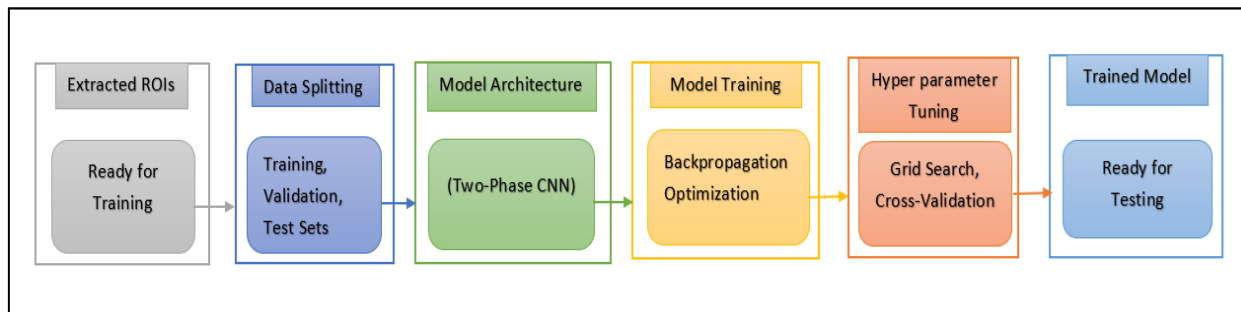 Extracted ROIs
Ready for
Training
Data Splitting
Training,
Validation,
Test Sets
Model Architecture
(Two-Phase CNN)
Model Training
Backpropagation
Optimization
Hyper parameter
Tuning
Grid Search,
Cross-Validation
Trained Model
Ready for
Testing